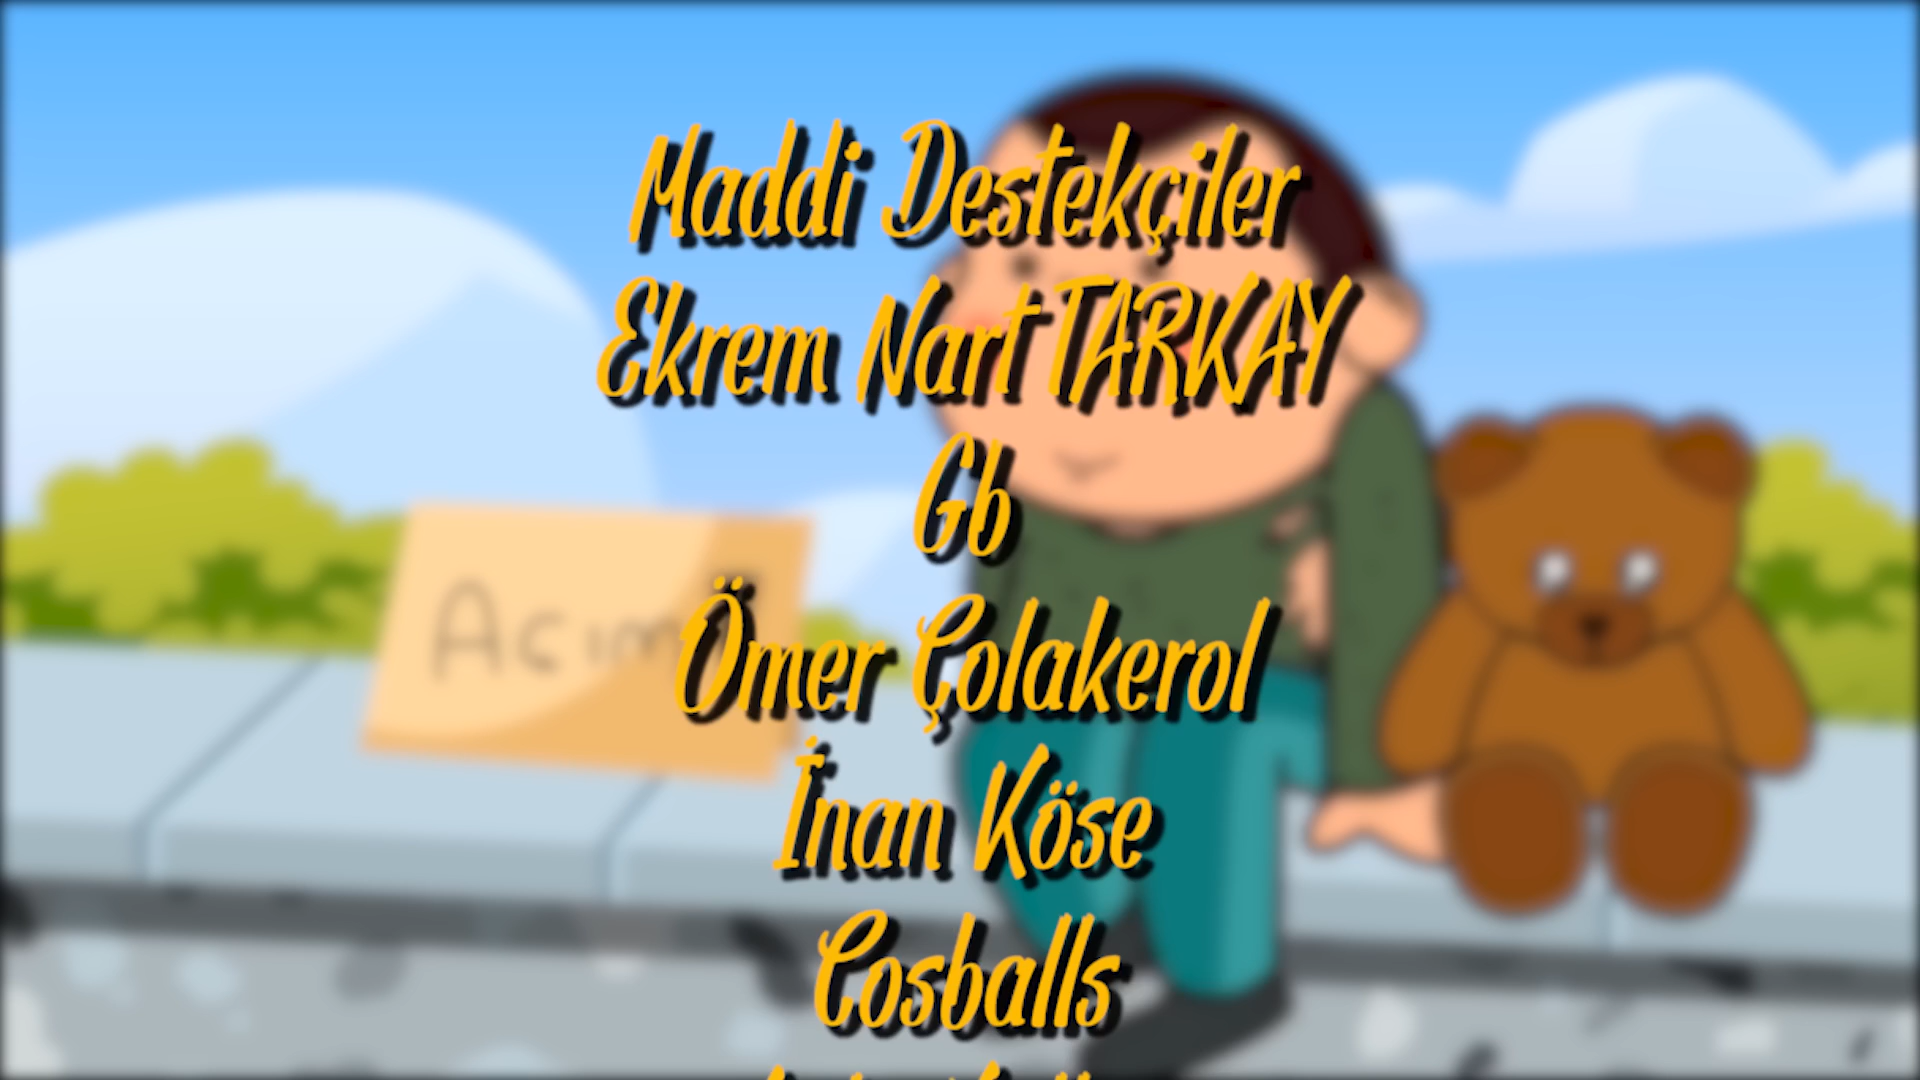 Maddi Destekçiler
Ekrem Nart TARKAY
Gb
Ömer Çolakerol
İnan Köse
Cosballs